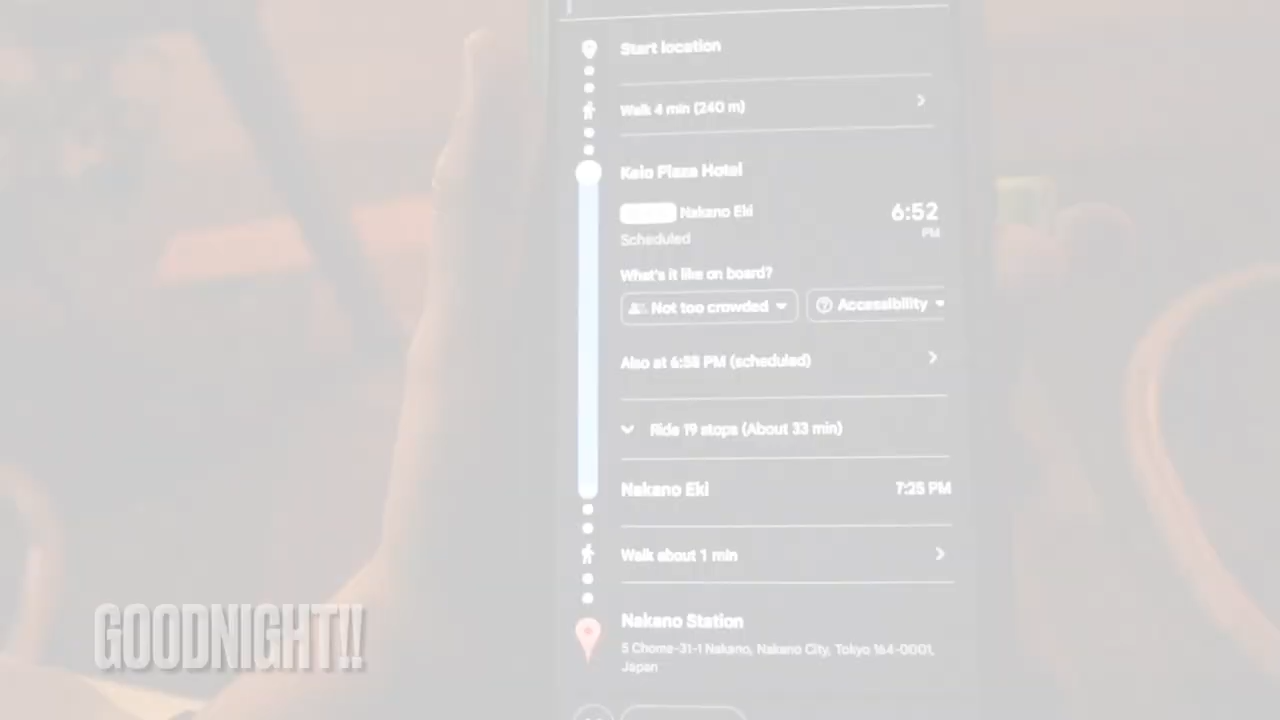 Start location
Walk 4 min (240 m)
Keio Plaza Hotel
Nakano Eki
6:52
PM
Scheduled
What's it like on board?
Not too crowded
Accessibility
Also at 6:58 PM (scheduled)
Ride 19 stops (About 33 min)
Nakano Eki
7:25 PM
Walk about 1 min
Nakano Station
5 Chome-31-1 Nakano, Nakano City, Tokyo 164-0001,
Japan
GOODNIGHT!!